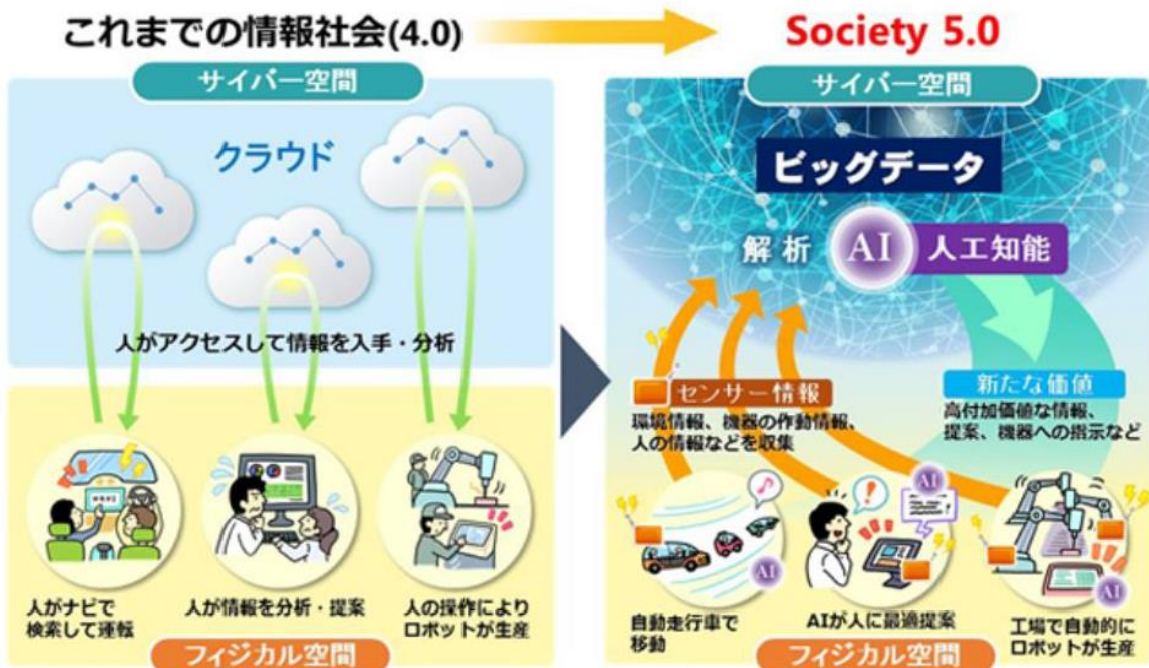 これまでの情報社会(4.0)
Society 5.0
サイバー空間
クラウド
人がアクセスして情報を入手・分析
人がナビで
検索して運転
人が情報を分析・提案
人の操作により
ロボットが生産
フィジカル空間
サイバー空間
ビッグデータ
解析 AI 人工知能
センサー情報
環境情報、機器の作動情報、
人の情報などを収集
新たな価値
高付加価値な情報、
提案、機器への指示など
AI
AI
AI
自動走行車で
移動
AIが人に最適提案
工場で自動的に
ロボットが生産
フィジカル空間